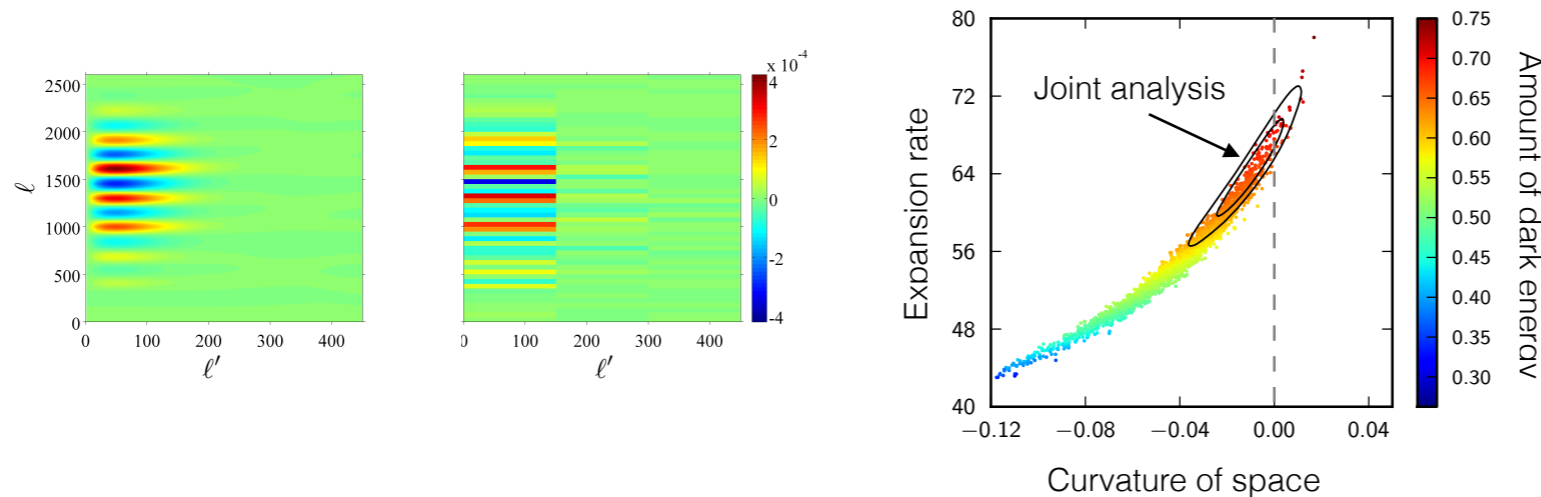 2500
2000
1500
1000
500
0
ℓ
0 100 200 300 400
ℓ′
0 100 200 300 400
ℓ′
x 10⁻⁴
4
2
0
-2
-4
80
72
64
56
48
40
Expansion rate
Joint analysis
−0.12 −0.08 −0.04 0.00 0.04
Curvature of space
0.75
0.70
0.65
0.60
0.55
0.50
0.45
0.40
0.35
0.30
Amount of dark energy